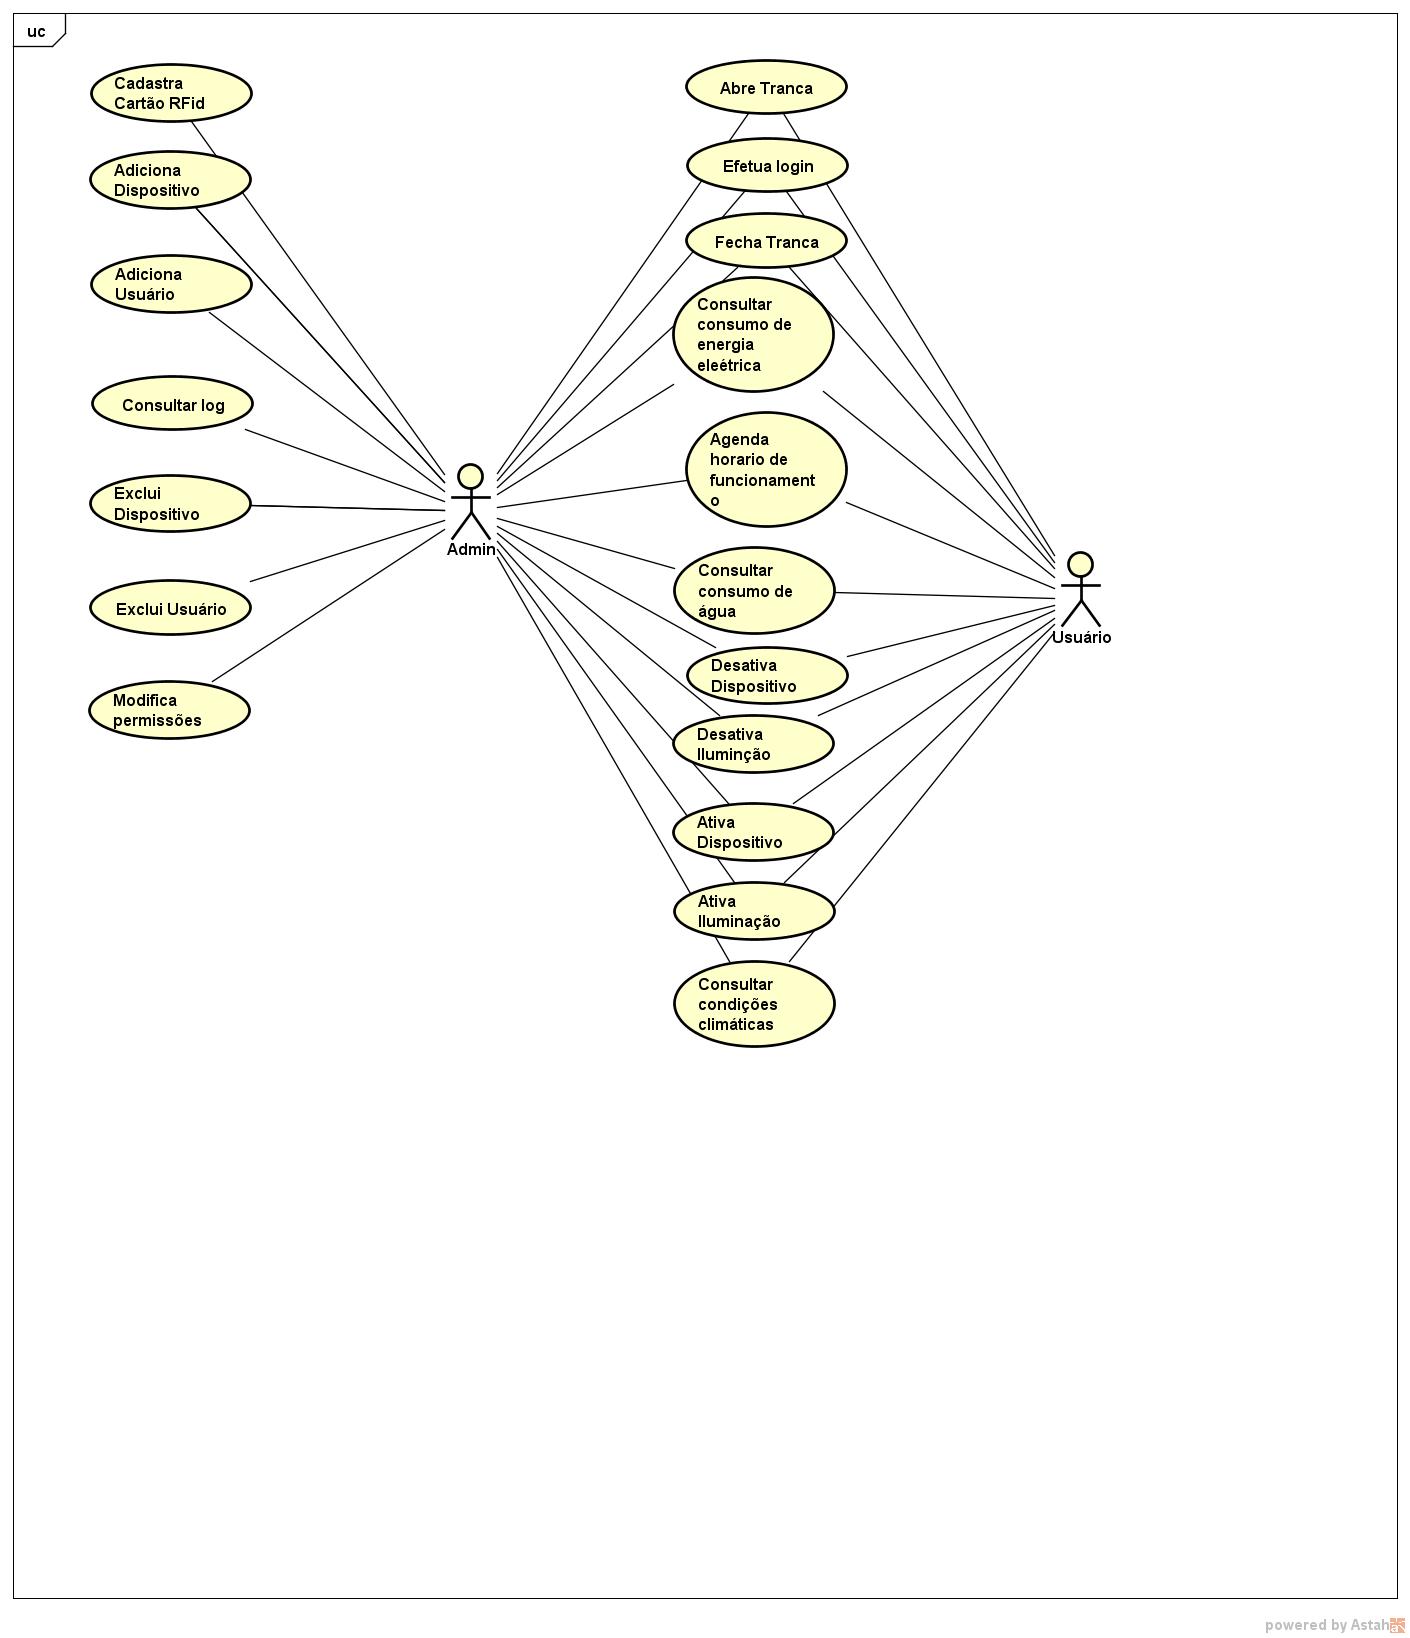 uc
Cadastra
Cartão RFid
Adiciona
Dispositivo
Adiciona
Usuário
Consultar log
Exclui
Dispositivo
Exclui Usuário
Modifica
permissões
Admin
Abre Tranca
Efetua login
Fecha Tranca
Consultar
consumo de
energia
eleétrica
Agenda
horario de
funcionament
o
Consultar
consumo de
água
Desativa
Dispositivo
Desativa
Iluminção
Ativa
Dispositivo
Ativa
Iluminação
Consultar
condições
climáticas
Usuário
powered by Astah